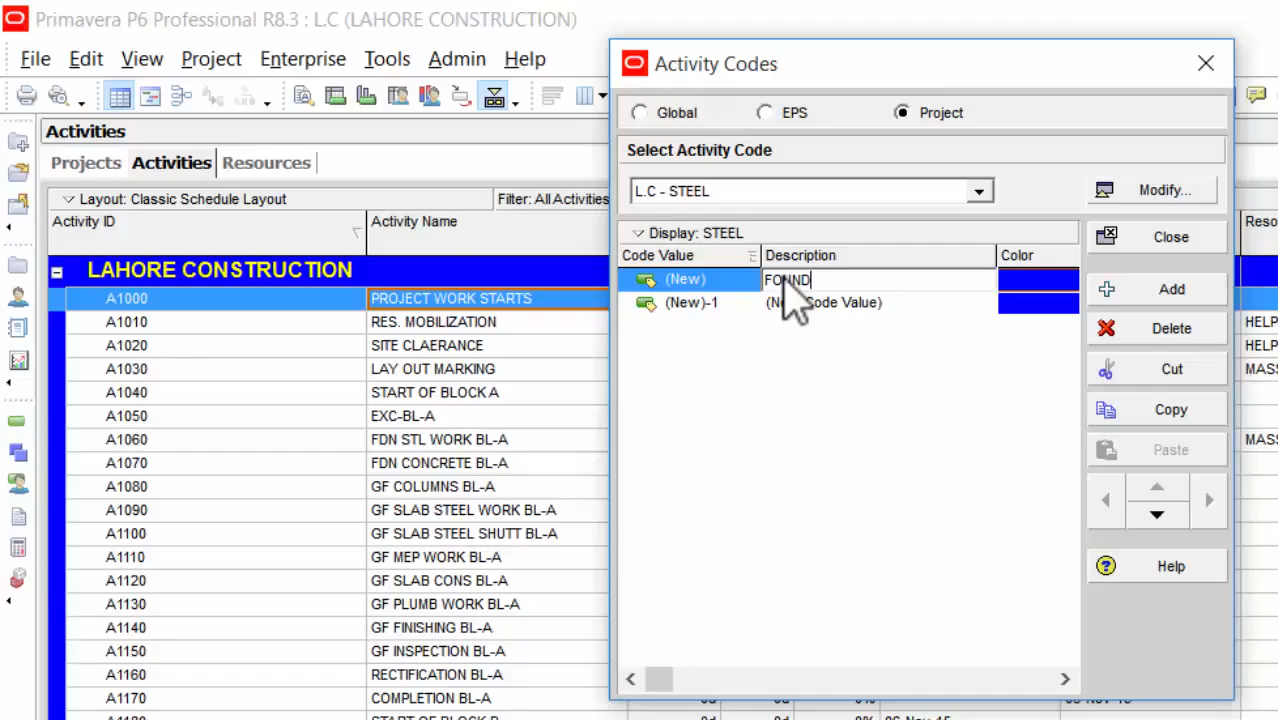 Primavera P6 Professional R8.3 : L.C (LAHORE CONSTRUCTION)
File Edit View Project Enterprise Tools Admin Help
Activities
Projects Activities Resources
Layout: Classic Schedule Layout Filter: All Activities
Activity ID Activity Name
LAHORE CONSTRUCTION
A1000 PROJECT WORK STARTS
A1010 RES. MOBILIZATION
A1020 SITE CLAERANCE
A1030 LAY OUT MARKING
A1040 START OF BLOCK A
A1050 EXC-BL-A
A1060 FDN STL WORK BL-A
A1070 FDN CONCRETE BL-A
A1080 GF COLUMNS BL-A
A1090 GF SLAB STEEL WORK BL-A
A1100 GF SLAB STEEL SHUTT BL-A
A1110 GF MEP WORK BL-A
A1120 GF SLAB CONS BL-A
A1130 GF PLUMB WORK BL-A
A1140 GF FINISHING BL-A
A1150 GF INSPECTION BL-A
A1160 RECTIFICATION BL-A
A1170 COMPLETION BL-A
Activity Codes
Global EPS Project
Select Activity Code
L.C - STEEL Modify...
Display: STEEL
Code Value Description Color
(New) FOUND
(New)-1 Code Value)
Close
Add
Delete
Cut
Copy
Paste
Help
Reso
HELP
HELP
MASS
MASS